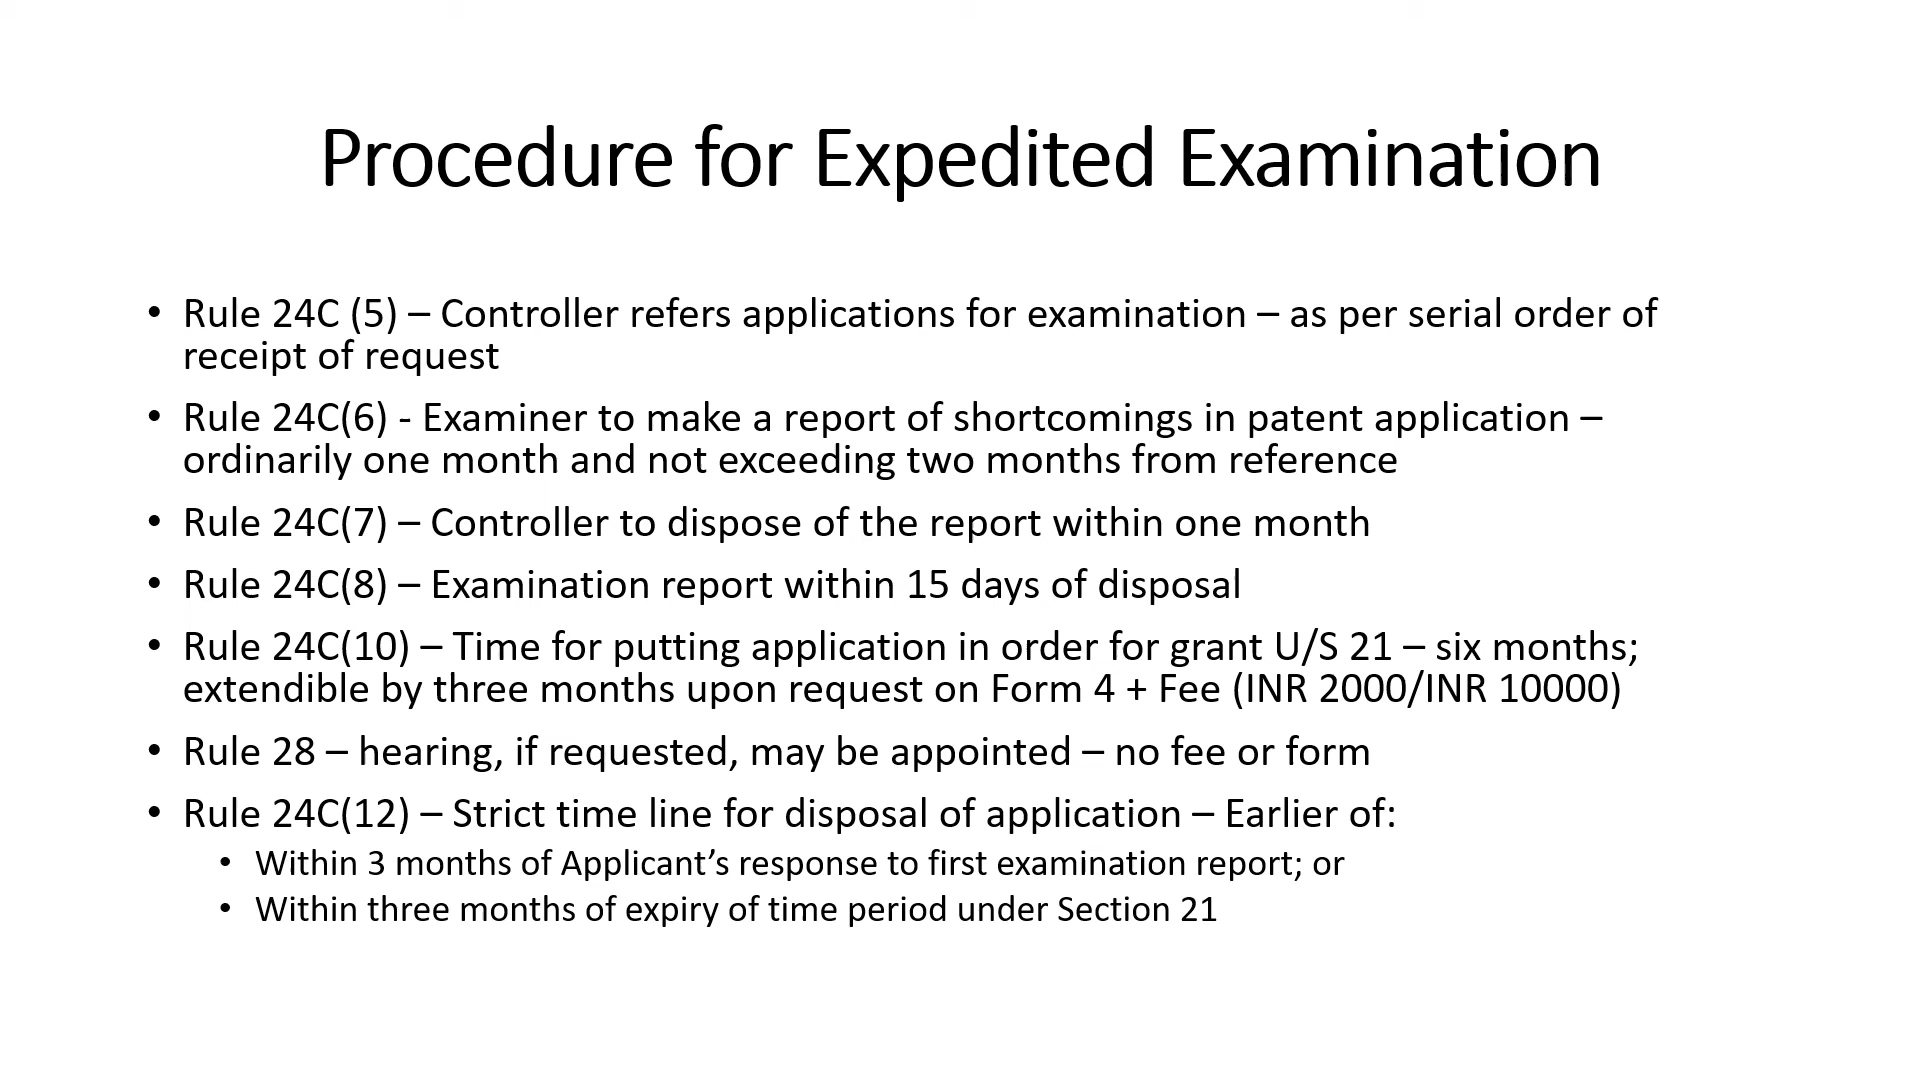 Procedure for Expedited Examination
• Rule 24C (5) – Controller refers applications for examination – as per serial order of
receipt of request
• Rule 24C(6) - Examiner to make a report of shortcomings in patent application –
ordinarily one month and not exceeding two months from reference
• Rule 24C(7) – Controller to dispose of the report within one month
• Rule 24C(8) – Examination report within 15 days of disposal
• Rule 24C(10) – Time for putting application in order for grant U/S 21 – six months;
extendible by three months upon request on Form 4 + Fee (INR 2000/INR 10000)
• Rule 28 – hearing, if requested, may be appointed – no fee or form
• Rule 24C(12) – Strict time line for disposal of application – Earlier of:
• Within 3 months of Applicant’s response to first examination report; or
• Within three months of expiry of time period under Section 21